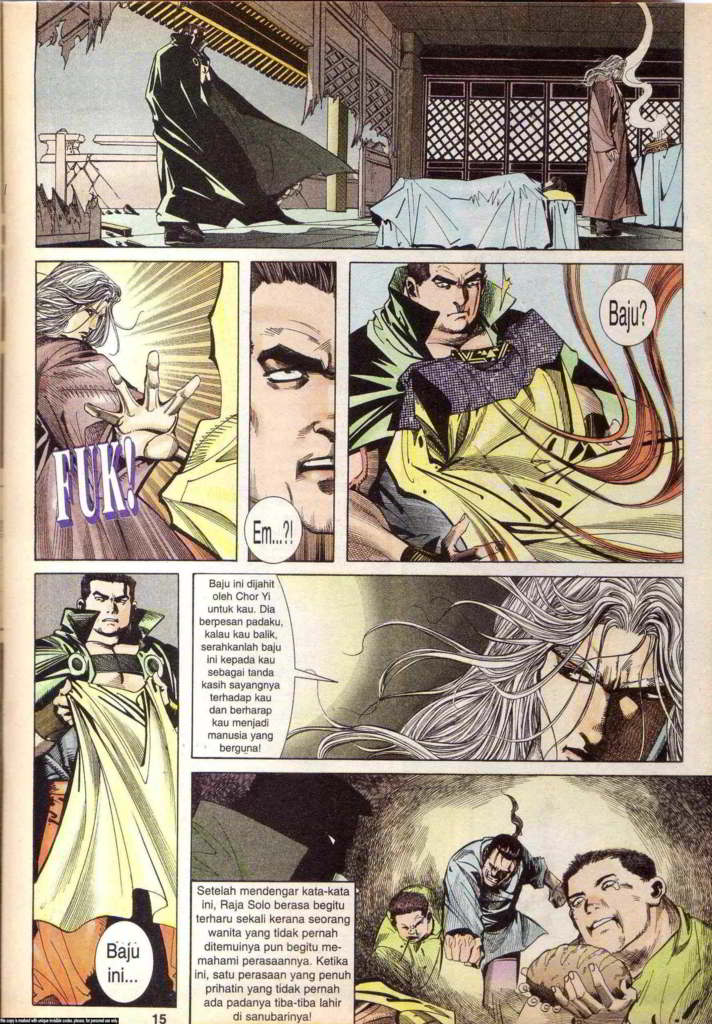 FUK!
Em...?!
Baju?
Baju ini dijahit
oleh Chor Yi
untuk kau. Dia
berpesan padaku,
kalau kau balik,
serahkanlah baju
ini kepada kau
sebagai tanda
kasih sayangnya
terhadap kau
dan berharap
kau menjadi
manusia yang
berguna!
Baju
ini...
Setelah mendengar kata-kata
ini, Raja Solo berasa begitu
terharu sekali kerana seorang
wanita yang tidak pernah
ditemuinya pun begitu me-
mahami perasaannya. Ketika
ini, satu perasaan yang penuh
prihatin yang tidak pernah
ada padanya tiba-tiba lahir
di sanubarinya!
15